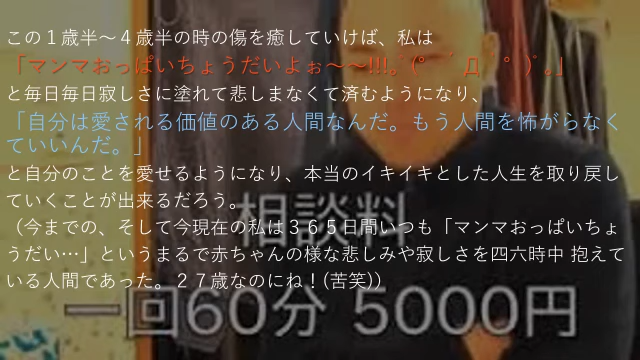 この１歳半～４歳半の時の傷を癒していけば、私は
「マンマおっぱいちょうだいよぉ～～!!!｡ﾟ(ﾟ´Д｀ﾟ)ﾟ｡」
と毎日毎日寂しさに塗れて悲しまなくて済むようになり、
「自分は愛される価値のある人間なんだ。もう人間を怖がらなく
ていいんだ。」
と自分のことを愛せるようになり、本当のイキイキとした人生を取り戻し
ていくことが出来るだろう。
（今までの、そして今現在の私は３６５日間いつも「マンマおっぱいちょ
うだい…」というまるで赤ちゃんの様な悲しみや寂しさを四六時中 抱えて
いる人間であった。２７歳なのにね！(苦笑)）
相談料
一回60分 5000円